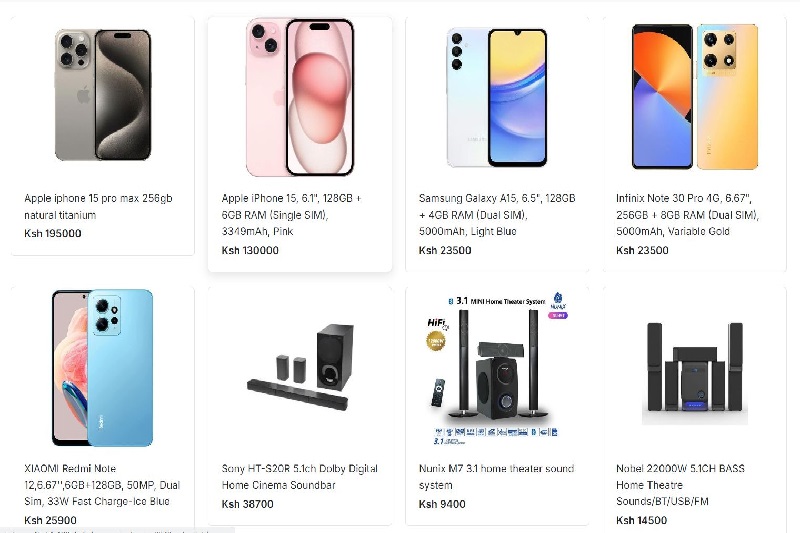 Apple iphone 15 pro max 256gb
natural titanium
Ksh 195000
Apple iPhone 15, 6.1", 128GB +
6GB RAM (Single SIM),
3349mAh, Pink
Ksh 130000
Samsung Galaxy A15, 6.5", 128GB
+ 4GB RAM (Dual SIM),
5000mAh, Light Blue
Ksh 23500
Infinix Note 30 Pro 4G, 6.67",
256GB + 8GB RAM (Dual SIM),
5000mAh, Variable Gold
Ksh 23500
Redmi
XIAOMI Redmi Note
12,6.67'',6GB+128GB, 50MP, Dual
Sim, 33W Fast Charge-Ice Blue
Ksh 25900
Sony HT-S20R 5.1ch Dolby Digital
Home Cinema Soundbar
Ksh 38700
3.1 MINI Home Theater System
NUNIX
HiFi
3.1
Nunix M7 3.1 home theater sound
system
Ksh 9400
Nobel 22000W 5.1CH BASS
Home Theatre
Sounds/BT/USB/FM
Ksh 14500